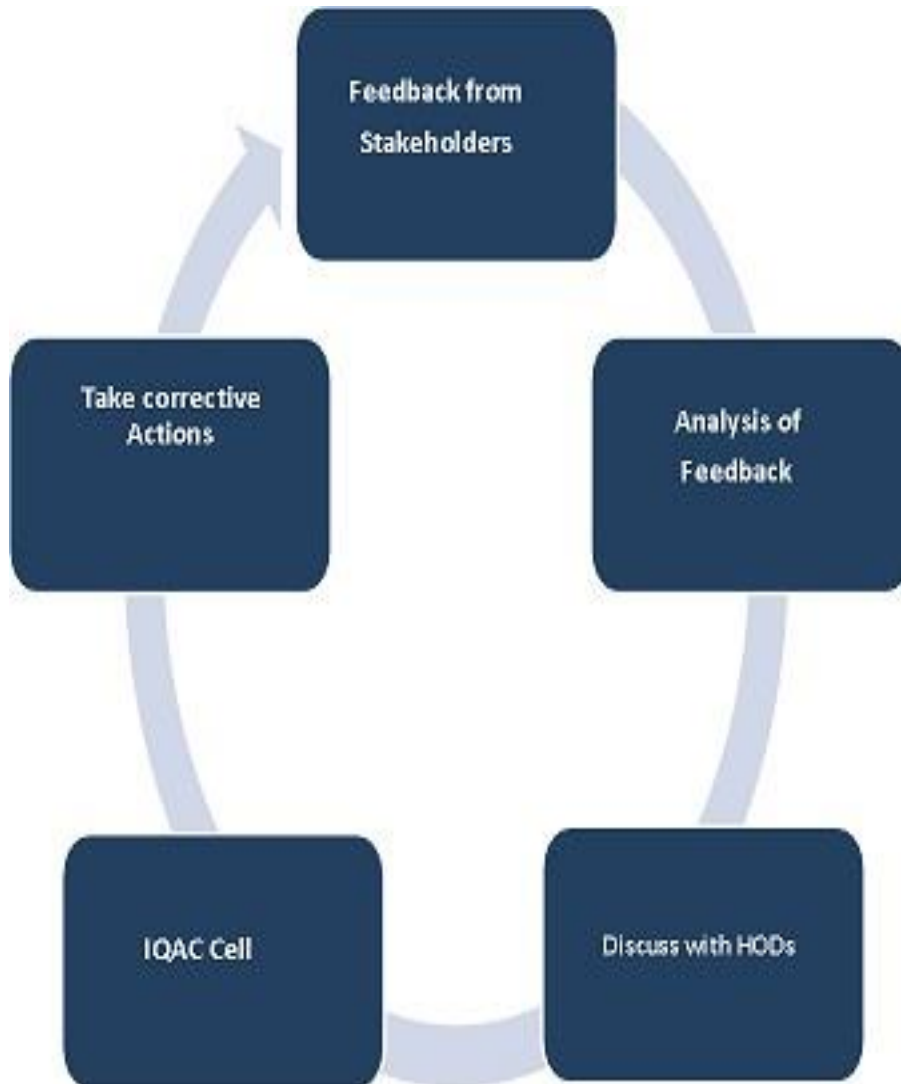 Feedback from
Stakeholders
Analysis of
Feedback
Discuss with HODs
IQAC Cell
Take corrective
Actions